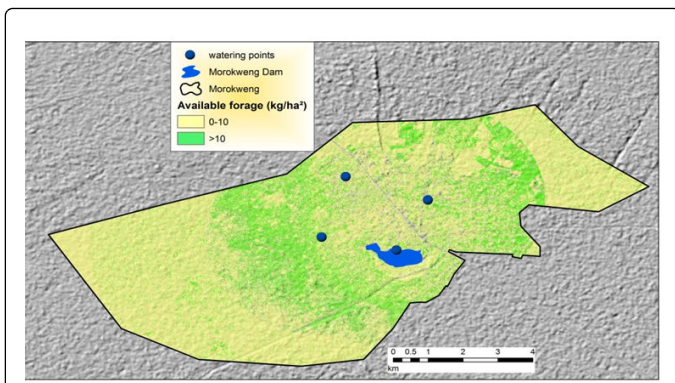 watering points
Morokweng Dam
Morokweng
Available forage (kg/ha²)
0-10
>10
0 0.5 1 2 3 4
km